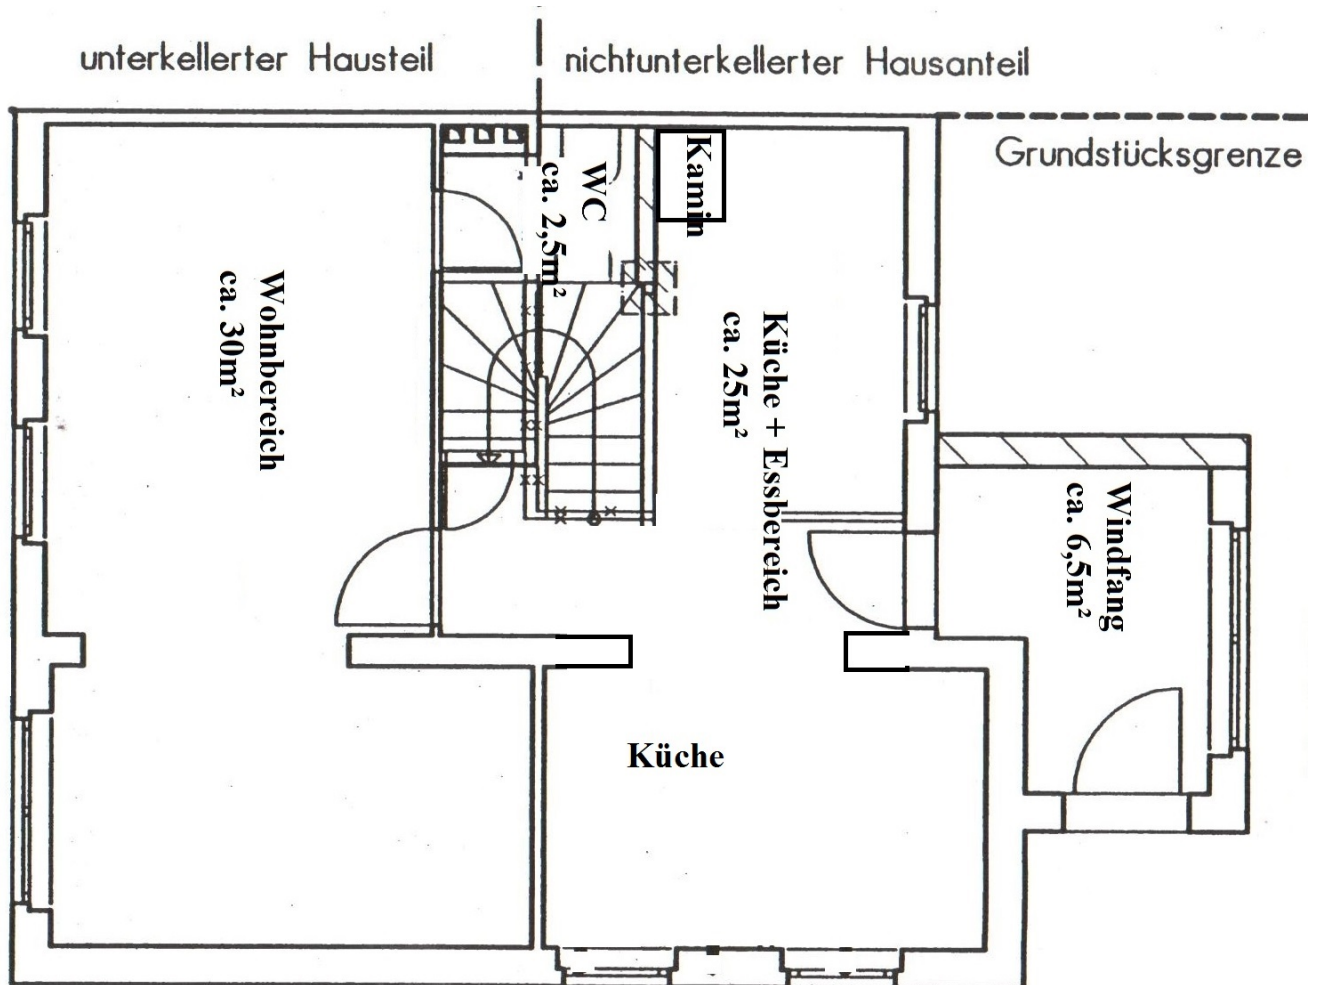 unterkellerter Hausteil
nichtunterkellerter Hausanteil
Grundstücksgrenze
Kamin
WC
ca. 2,5m²
Wohnbereich
ca. 30m²
Küche + Essbereich
ca. 25m²
Windfang
ca. 6,5m²
Küche